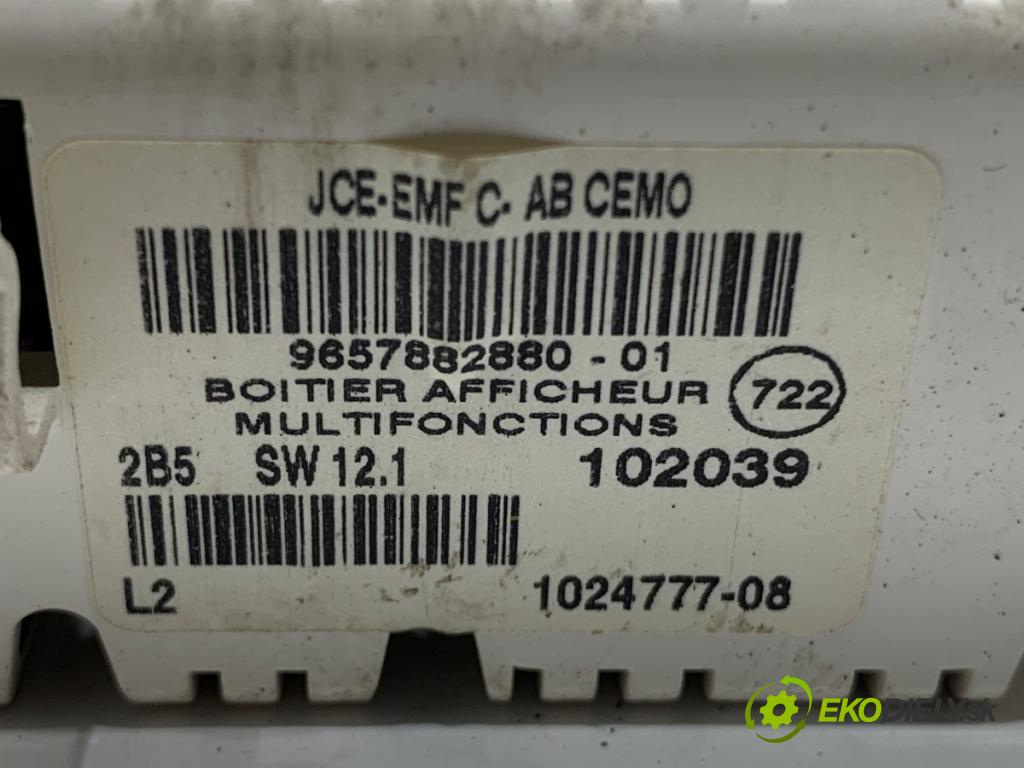 JCE-EMF C- AB CEMO
9657882880-01
BOITIER AFFICHEUR
MULTIFONCTIONS
722
2B5 SW 12.1 102039
L2 1024777-08
EKODIELY.sk